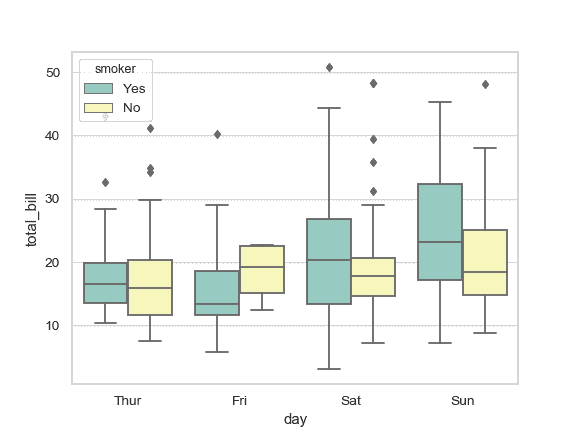 smoker
Yes
No
50
40
30
20
10
total_bill
Thur Fri Sat Sun
day